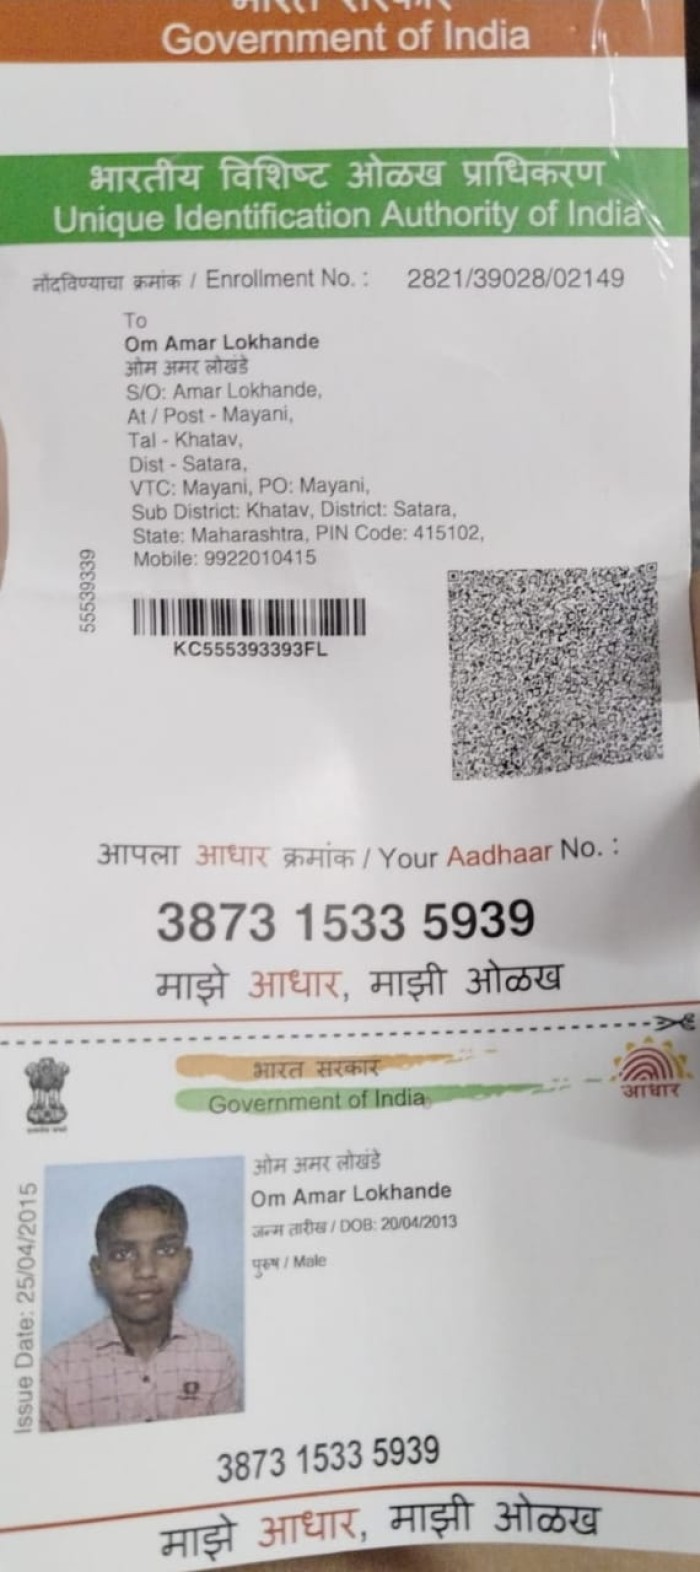 भारत सरकार
Government of India
भारतीय विशिष्ट ओळख प्राधिकरण
Unique Identification Authority of India
नोंदविण्याचा क्रमांक / Enrollment No. : 2821/39028/02149
To
Om Amar Lokhande
ओम अमर लोखंडे
S/O: Amar Lokhande,
At / Post - Mayani,
Tal - Khatav,
Dist - Satara,
VTC: Mayani, PO: Mayani,
Sub District: Khatav, District: Satara,
State: Maharashtra, PIN Code: 415102,
Mobile: 9922010415
55539339
KC555393393FL
आपला आधार क्रमांक / Your Aadhaar No. :
3873 1533 5939
माझे आधार, माझी ओळख
भारत सरकार
Government of India
आधार
Issue Date: 25/04/2015
ओम अमर लोखंडे
Om Amar Lokhande
जन्म तारीख / DOB: 20/04/2013
पुरुष / Male
3873 1533 5939
माझे आधार, माझी ओळख